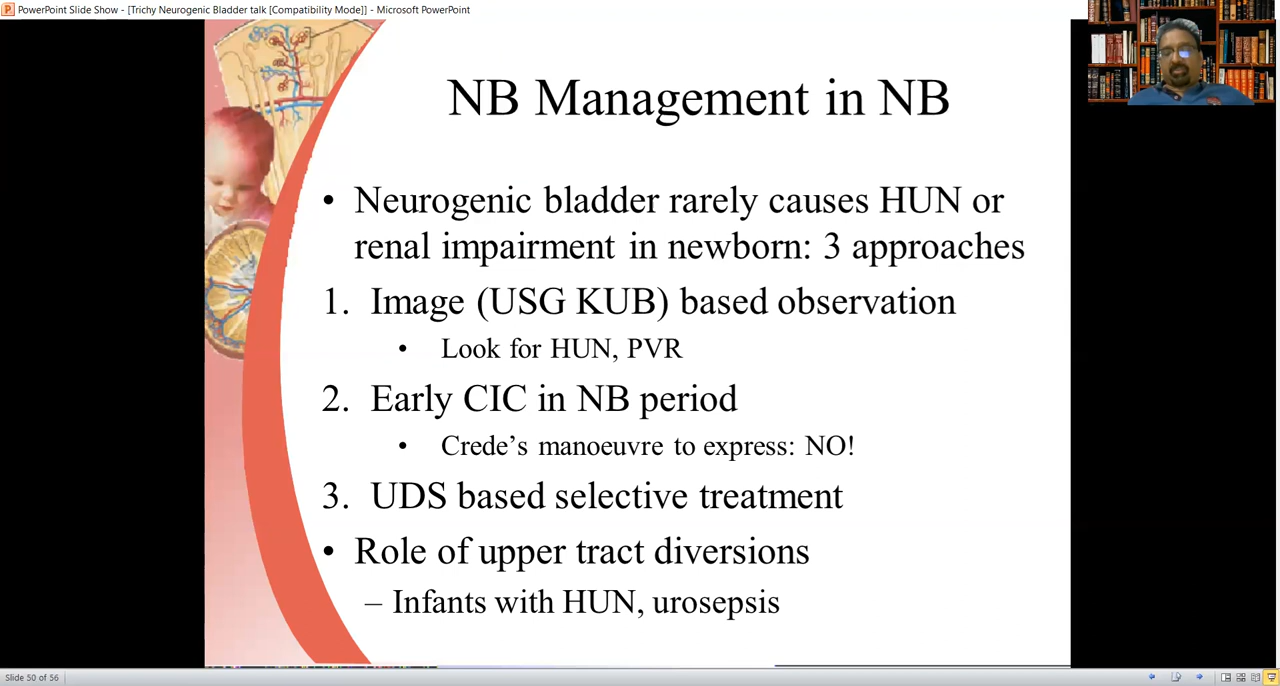 PowerPoint Slide Show - [Trichy Neurogenic Bladder talk [Compatibility Mode]] - Microsoft PowerPoint
NB Management in NB
• Neurogenic bladder rarely causes HUN or
renal impairment in newborn: 3 approaches
1. Image (USG KUB) based observation
• Look for HUN, PVR
2. Early CIC in NB period
• Crede’s manoeuvre to express: NO!
3. UDS based selective treatment
• Role of upper tract diversions
– Infants with HUN, urosepsis
Slide 50 of 56